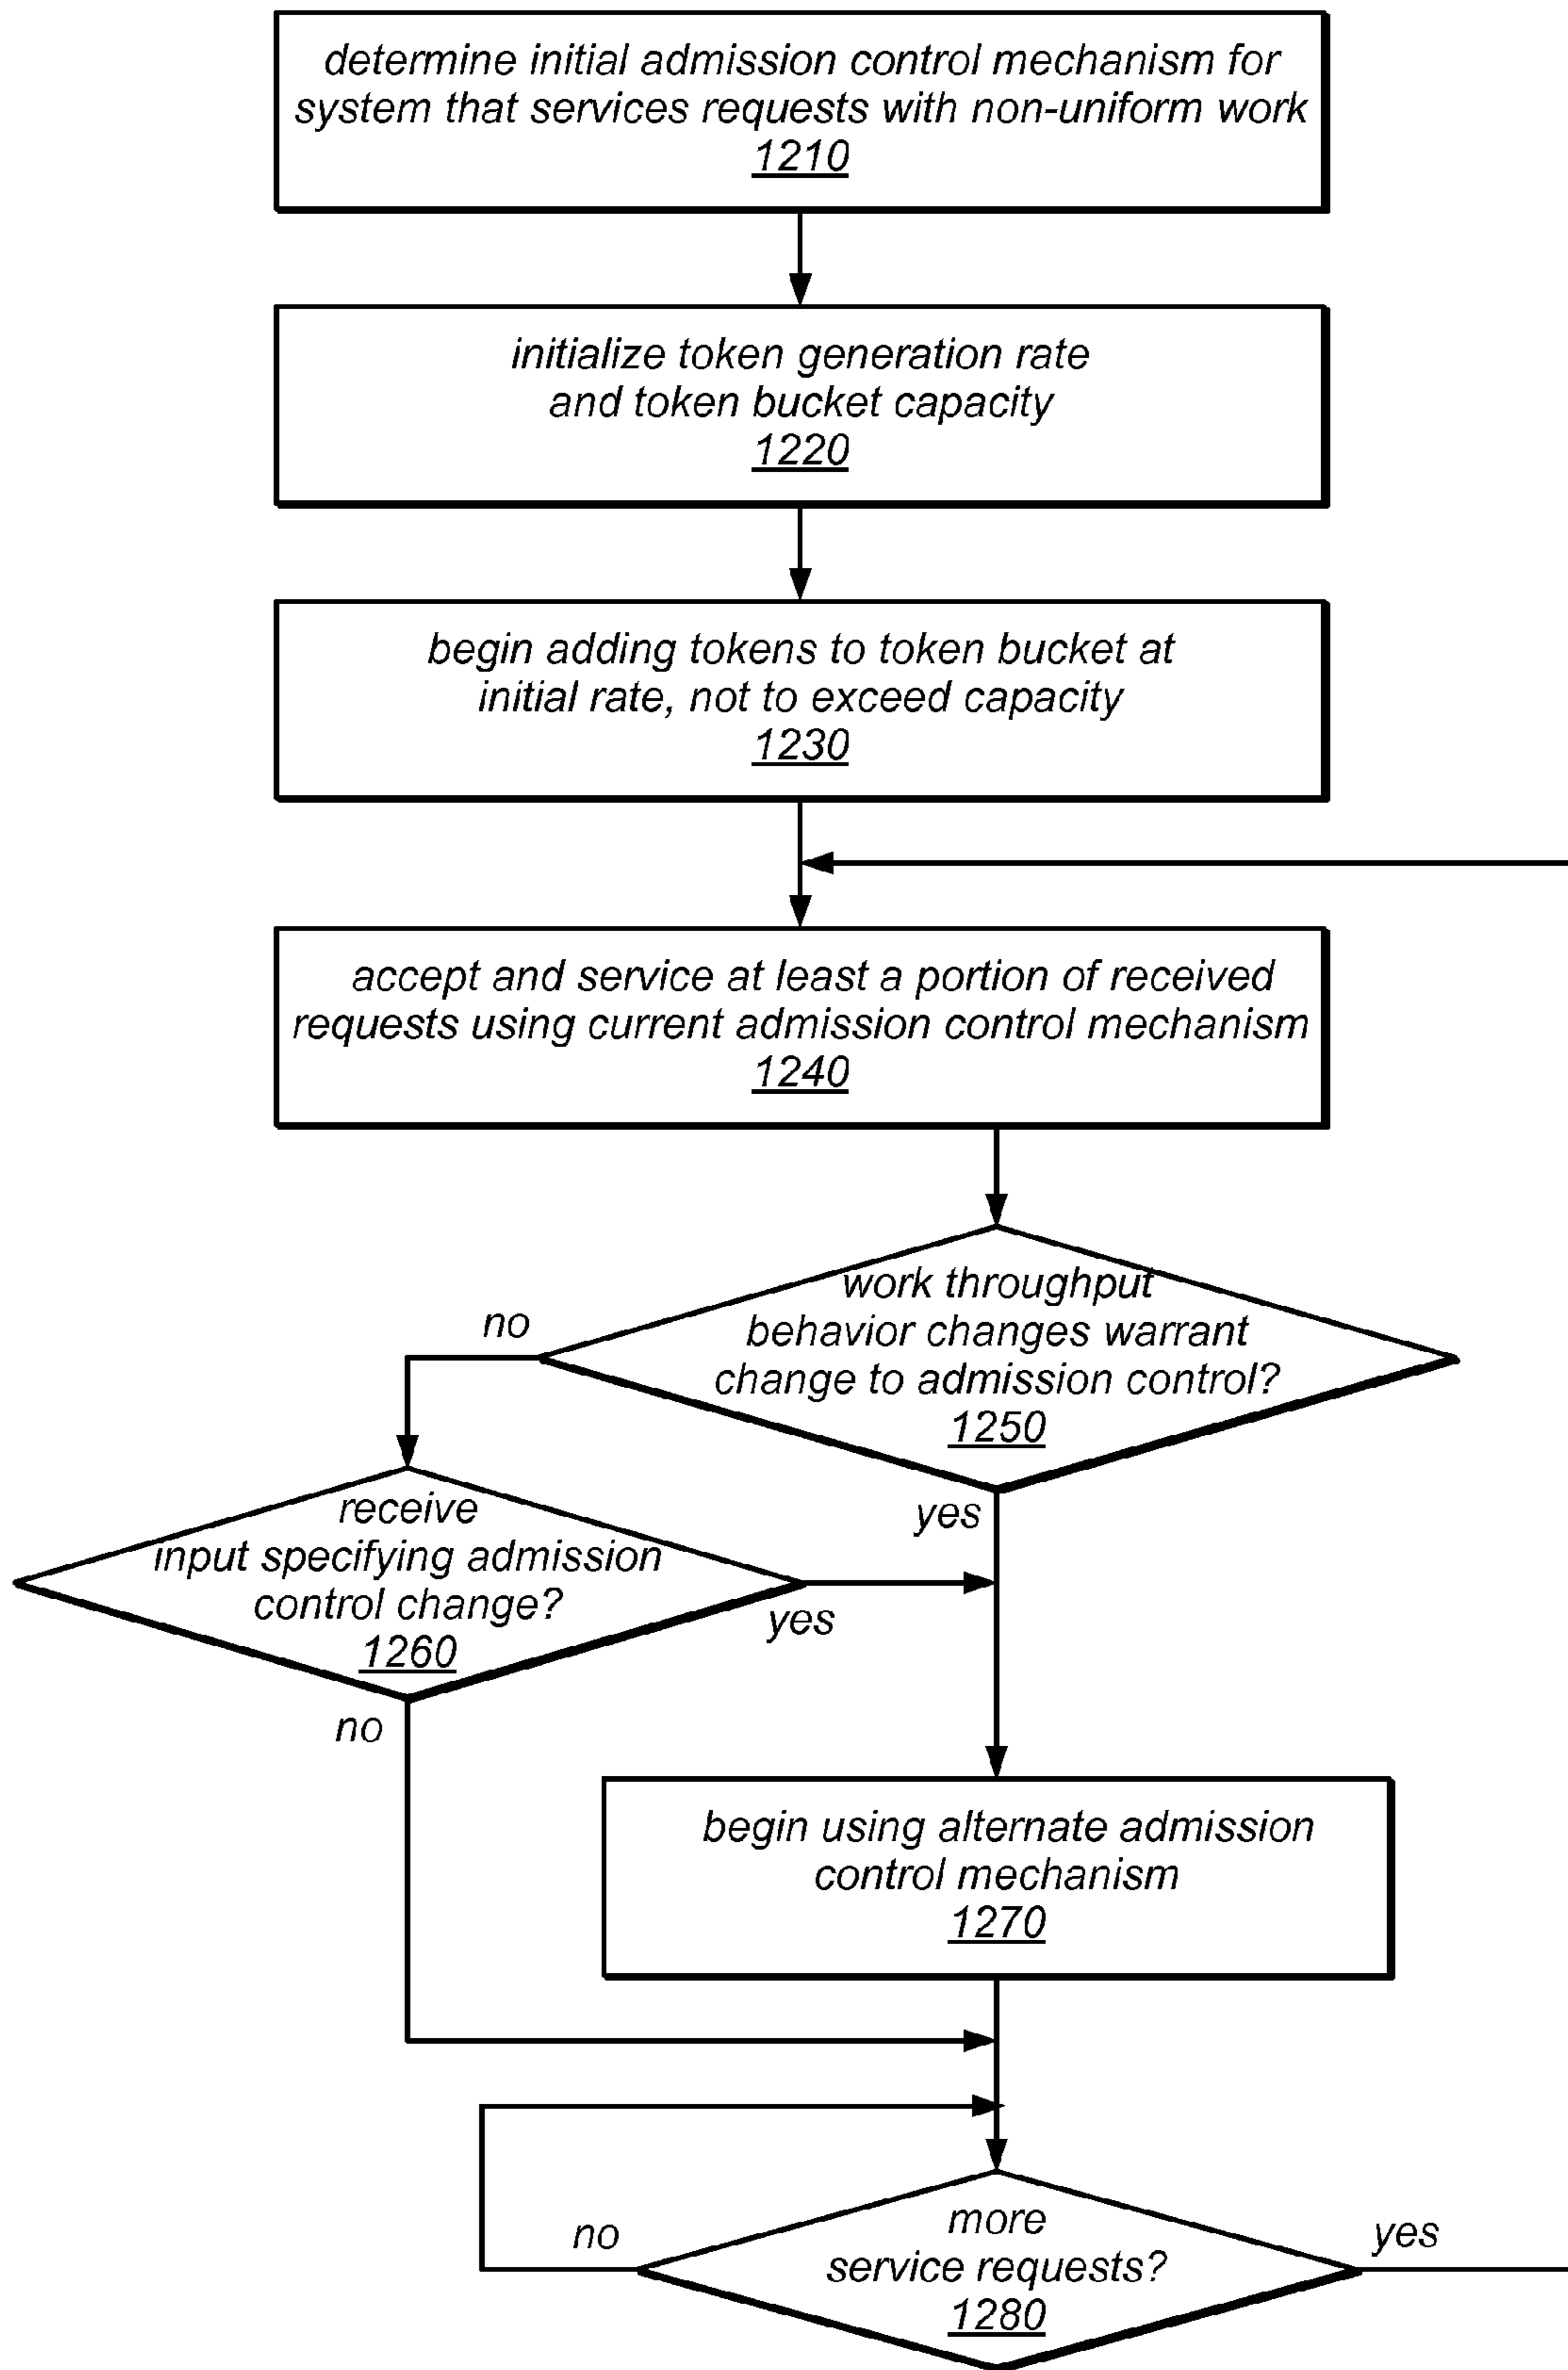 determine initial admission control mechanism for
system that services requests with non-uniform work
1210
initialize token generation rate
and token bucket capacity
1220
begin adding tokens to token bucket at
initial rate, not to exceed capacity
1230
accept and service at least a portion of received
requests using current admission control mechanism
1240
work throughput
behavior changes warrant
change to admission control?
1250
no
yes
receive
input specifying admission
control change?
1260
yes
no
begin using alternate admission
control mechanism
1270
more
service requests?
1280
no
yes